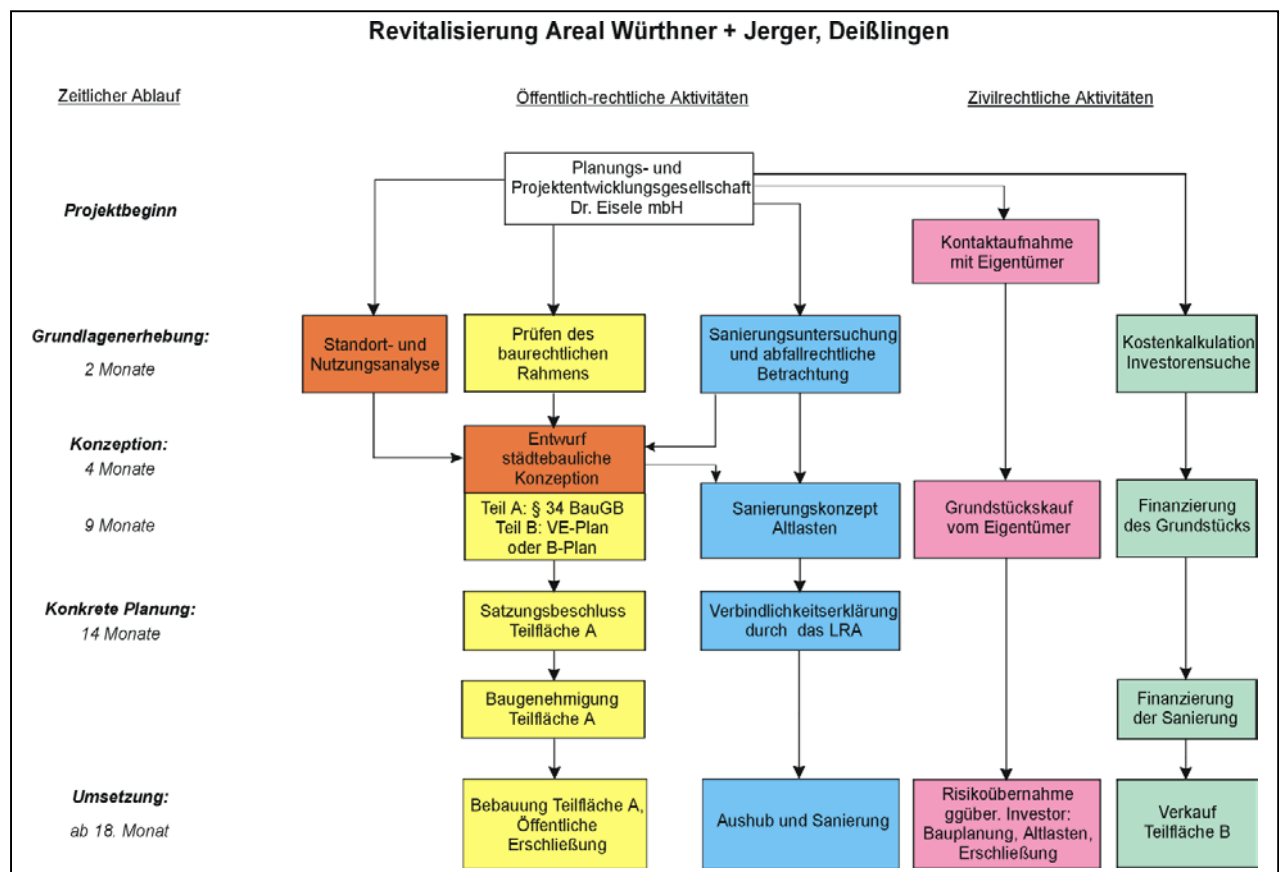 Revitalisierung Areal Würthner + Jerger, Deißlingen
Zeitlicher Ablauf
Öffentlich-rechtliche Aktivitäten
Zivilrechtliche Aktivitäten
Projektbeginn
Planungs- und
Projektentwicklungsgesellschaft
Dr. Eisele mbH
Kontaktaufnahme
mit Eigentümer
Grundlagenerhebung:
2 Monate
Standort- und
Nutzungsanalyse
Prüfen des
baurechtlichen
Rahmens
Sanierungsuntersuchung
und abfallrechtliche
Betrachtung
Kostenkalkulation
Investorensuche
Konzeption:
4 Monate
Entwurf
städtebauliche
Konzeption
9 Monate
Teil A: § 34 BauGB
Teil B: VE-Plan
oder B-Plan
Sanierungskonzept
Altlasten
Grundstückskauf
vom Eigentümer
Finanzierung
des Grundstücks
Konkrete Planung:
14 Monate
Satzungsbeschluss
Teilfläche A
Verbindlichkeitserklärung
durch das LRA
Baugenehmigung
Teilfläche A
Finanzierung
der Sanierung
Umsetzung:
ab 18. Monat
Bebauung Teilfläche A,
Öffentliche
Erschließung
Aushub und Sanierung
Risikoübernahme
ggüber. Investor:
Bauplanung, Altlasten,
Erschließung
Verkauf
Teilfläche B